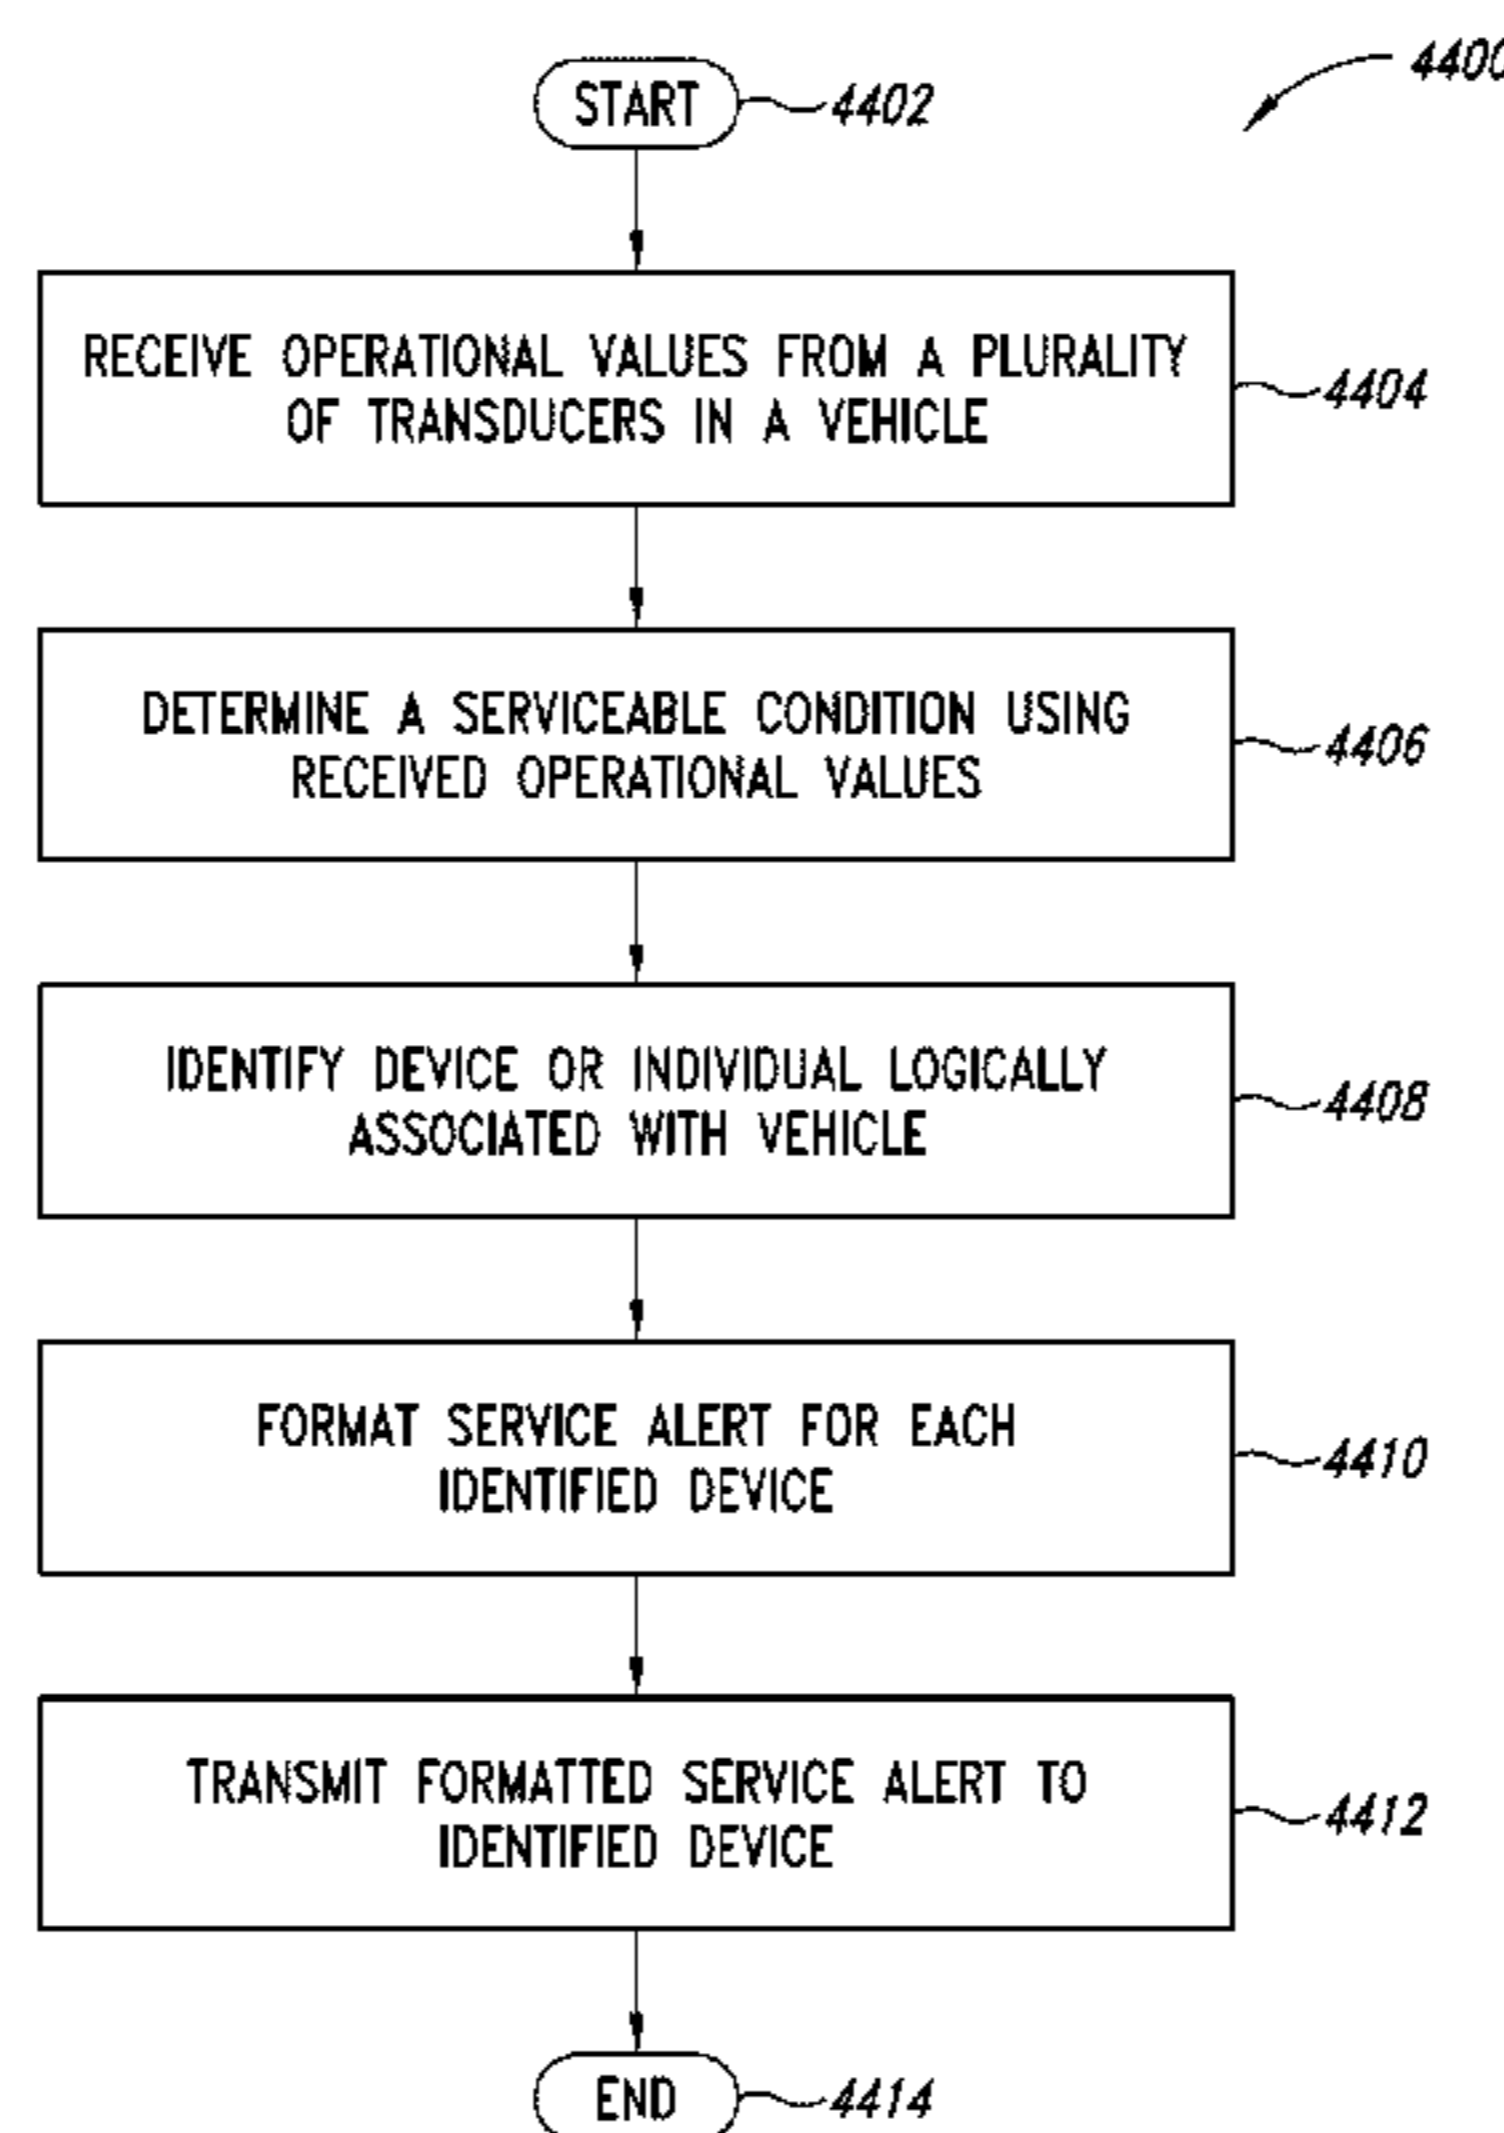 4400
START
4402
RECEIVE OPERATIONAL VALUES FROM A PLURALITY
OF TRANSDUCERS IN A VEHICLE
4404
DETERMINE A SERVICEABLE CONDITION USING
RECEIVED OPERATIONAL VALUES
4406
IDENTIFY DEVICE OR INDIVIDUAL LOGICALLY
ASSOCIATED WITH VEHICLE
4408
FORMAT SERVICE ALERT FOR EACH
IDENTIFIED DEVICE
4410
TRANSMIT FORMATTED SERVICE ALERT TO
IDENTIFIED DEVICE
4412
END
4414